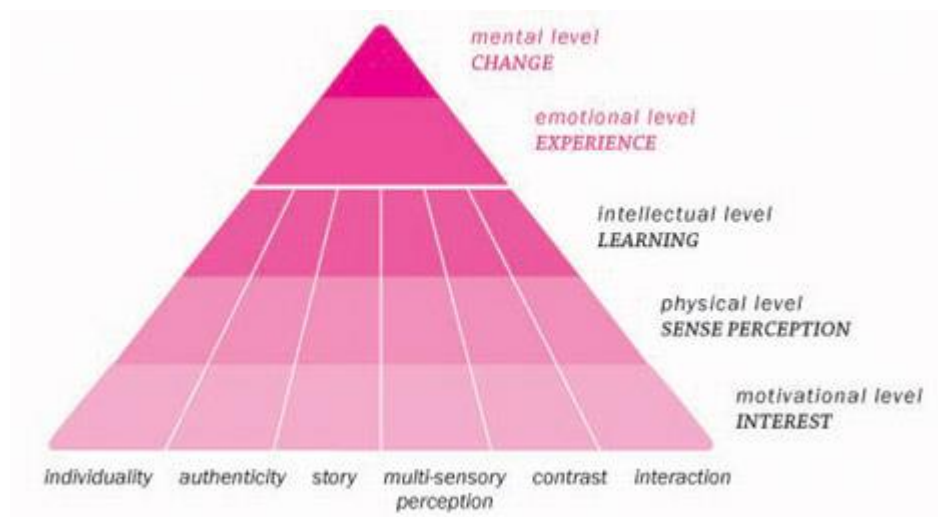 mental level
CHANGE
emotional level
EXPERIENCE
intellectual level
LEARNING
physical level
SENSE PERCEPTION
motivational level
INTEREST
individuality authenticity story multi-sensory contrast interaction
perception